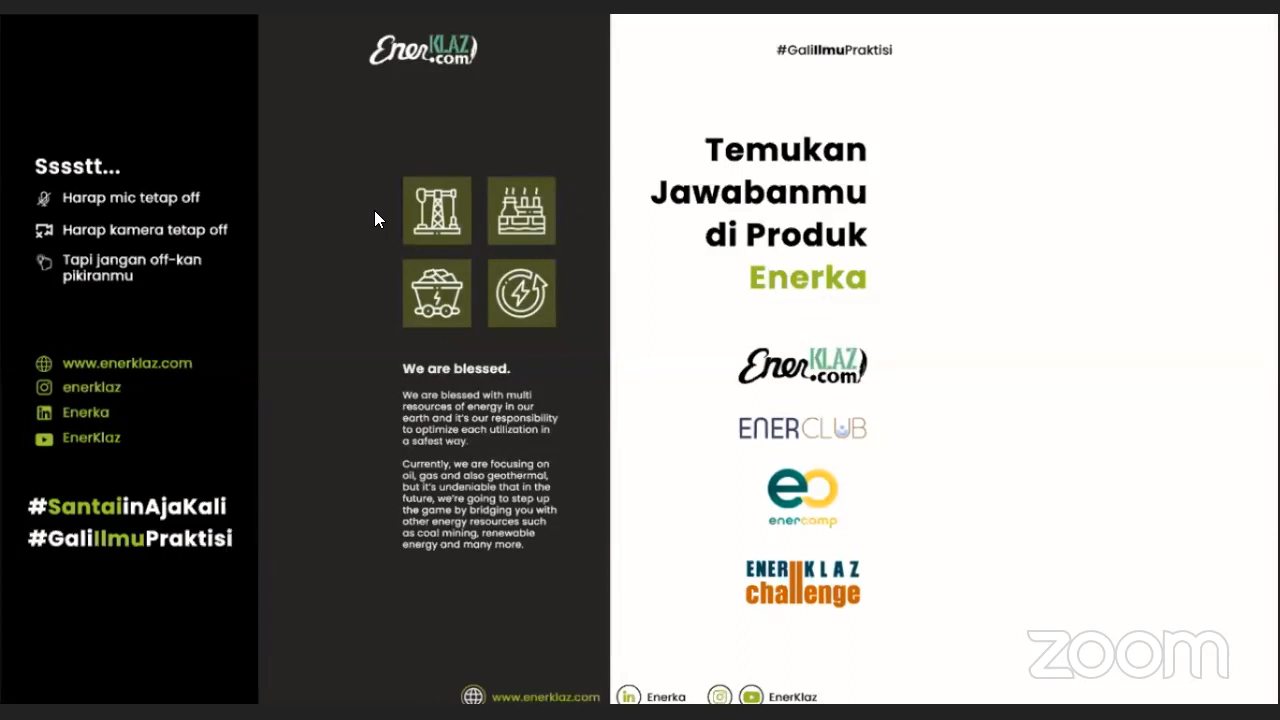 Sssstt...
Harap mic tetap off
Harap kamera tetap off
Tapi jangan off-kan
pikiranmu
www.enerklaz.com
enerklaz
Enerka
EnerKlaz
#SantaiinAjaKali
#GaliIlmuPraktisi
EnerKLAZ
.com
We are blessed.
We are blessed with multi
resources of energy in our
earth and it's our responsibility
to optimize each utilization in
a safest way.
Currently, we are focusing on
oil, gas and also geothermal,
but it's undeniable that in the
future, we're going to step up
the game by bridging you with
other energy resources such
as coal mining, renewable
energy and many more.
www.enerklaz.com
#GaliIlmuPraktisi
Temukan
Jawabanmu
di Produk
Enerka
EnerKLAZ
.com
ENERCLUB
enercamp
ENERKLAZ
challenge
Enerka
EnerKlaz
zoom